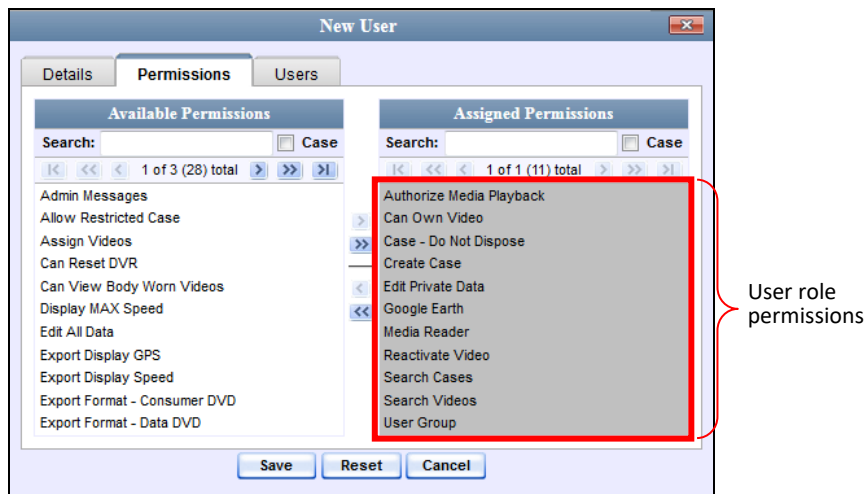 New User
Details Permissions Users
Available Permissions
Search: Case
1 of 3 (28) total
Admin Messages
Allow Restricted Case
Assign Videos
Can Reset DVR
Can View Body Worn Videos
Display MAX Speed
Edit All Data
Export Display GPS
Export Display Speed
Export Format - Consumer DVD
Export Format - Data DVD
Assigned Permissions
Search: Case
1 of 1 (11) total
Authorize Media Playback
Can Own Video
Case - Do Not Dispose
Create Case
Edit Private Data
Google Earth
Media Reader
Reactivate Video
Search Cases
Search Videos
User Group
User role
permissions
Save Reset Cancel